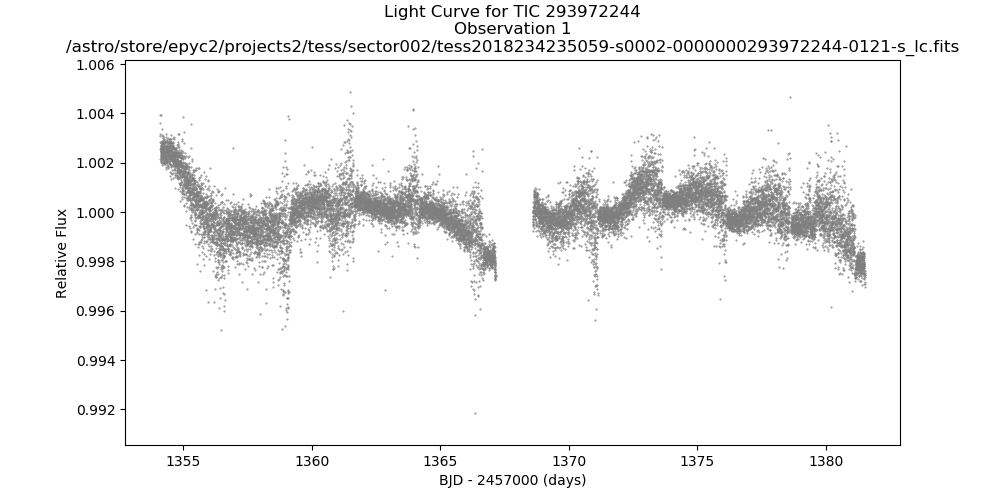 Light Curve for TIC 293972244
Observation 1
/astro/store/epyc2/projects2/tess/sector002/tess2018234235059-s0002-0000000293972244-0121-s_lc.fits
1.006
1.004
1.002
1.000
0.998
0.996
0.994
0.992
Relative Flux
1355 1360 1365 1370 1375 1380
BJD - 2457000 (days)